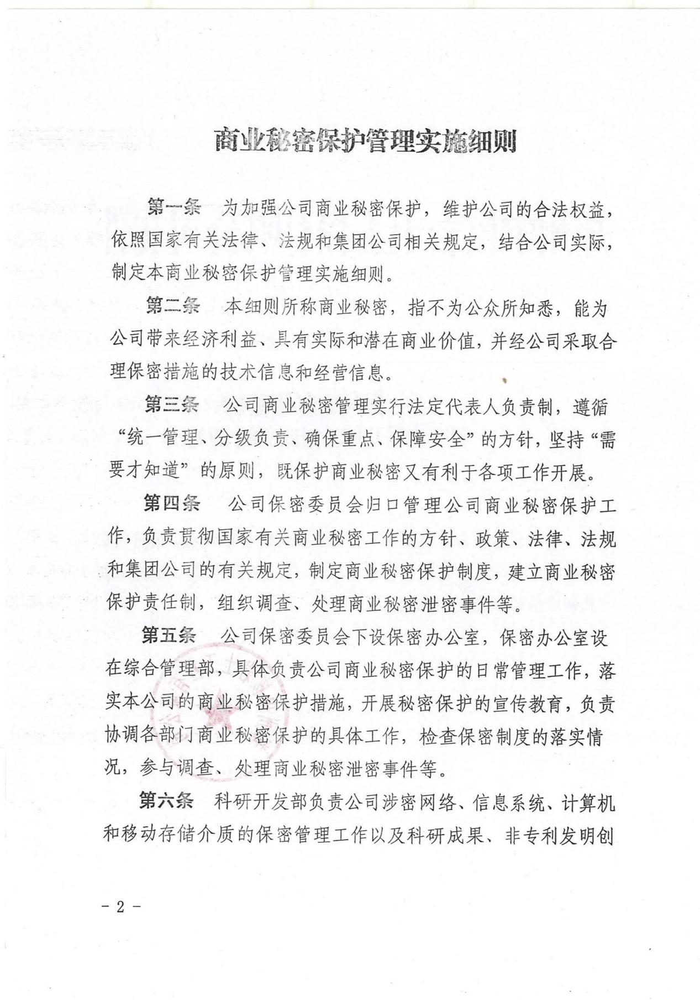 商业秘密保护管理实施细则
第一条 为加强公司商业秘密保护，维护公司的合法权益，
依照国家有关法律、法规和集团公司相关规定，结合公司实际，
制定本商业秘密保护管理实施细则。
第二条 本细则所称商业秘密，指不为公众所知悉，能为
公司带来经济利益、具有实际和潜在商业价值，并经公司采取合
理保密措施的技术信息和经营信息。
第三条 公司商业秘密管理实行法定代表人负责制，遵循
“统一管理、分级负责、确保重点、保障安全”的方针，坚持“需
要才知道”的原则，既保护商业秘密又有利于各项工作开展。
第四条 公司保密委员会归口管理公司商业秘密保护工
作，负责贯彻国家有关商业秘密工作的方针、政策、法律、法规
和集团公司的有关规定，制定商业秘密保护制度，建立商业秘密
保护责任制，组织调查、处理商业秘密泄密事件等。
第五条 公司保密委员会下设保密办公室，保密办公室设
在综合管理部，具体负责公司商业秘密保护的日常管理工作，落
实本公司的商业秘密保护措施，开展秘密保护的宣传教育，负责
协调各部门商业秘密保护的具体工作，检查保密制度的落实情
况，参与调查、处理商业秘密泄密事件等。
第六条 科研开发部负责公司涉密网络、信息系统、计算机
和移动存储介质的保密管理工作以及科研成果、非专利发明创
- 2 -